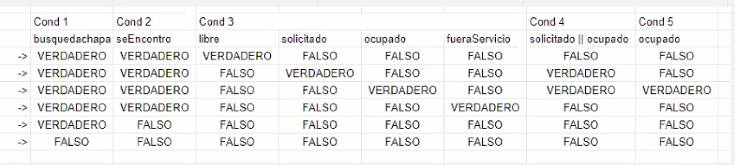 Cond 1 Cond 2 Cond 3 Cond 4 Cond 5
busquedachapa seEncontro libre solicitado ocupado fueraServicio solicitado || ocupado ocupado
-> VERDADERO VERDADERO VERDADERO FALSO FALSO FALSO FALSO FALSO
-> VERDADERO VERDADERO FALSO VERDADERO FALSO FALSO VERDADERO FALSO
-> VERDADERO VERDADERO FALSO FALSO VERDADERO FALSO VERDADERO VERDADERO
-> VERDADERO VERDADERO FALSO FALSO FALSO VERDADERO FALSO FALSO
-> VERDADERO FALSO FALSO FALSO FALSO FALSO FALSO FALSO
-> FALSO FALSO FALSO FALSO FALSO FALSO FALSO FALSO